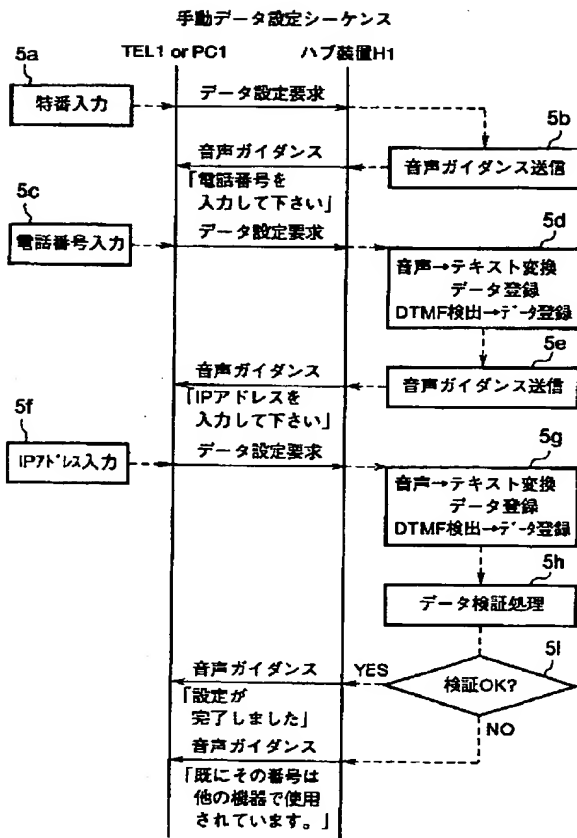 手動データ設定シーケンス
TEL1 or PC1
ハブ装置H1
5a
特番入力
データ設定要求
5b
音声ガイダンス送信
音声ガイダンス
「電話番号を
入力して下さい」
5c
電話番号入力
データ設定要求
5d
音声→テキスト変換
データ登録
DTMF検出→データ登録
5e
音声ガイダンス送信
音声ガイダンス
「IPアドレスを
入力して下さい」
5f
IPアドレス入力
データ設定要求
5g
音声→テキスト変換
データ登録
DTMF検出→データ登録
5h
データ検証処理
5i
検証OK?
YES
音声ガイダンス
「設定が
完了しました」
NO
音声ガイダンス
「既にその番号は
他の機器で使用
されています。」